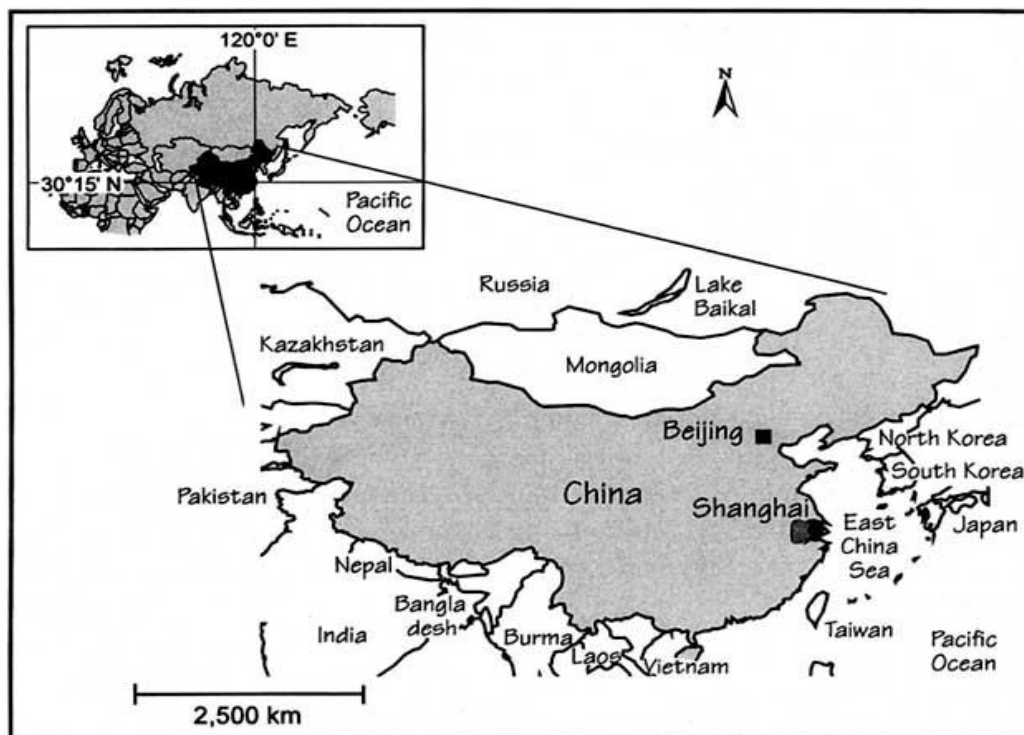 120°0' E
30°15' N
Pacific
Ocean
N
Russia
Lake
Baikal
Kazakhstan
Mongolia
Beijing
North Korea
South Korea
Pakistan
China
Shanghai
East
China
Sea
Japan
Nepal
Bangla
desh
India
Burma
Laos
Vietnam
Taiwan
Pacific
Ocean
2,500 km